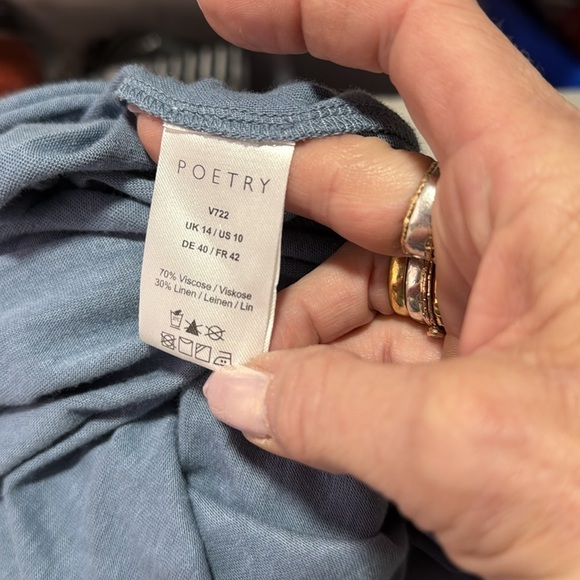 POETRY
V722
UK 14 / US 10
DE 40 / FR 42
70% Viscose / Viskose
30% Linen / Leinen / Lin